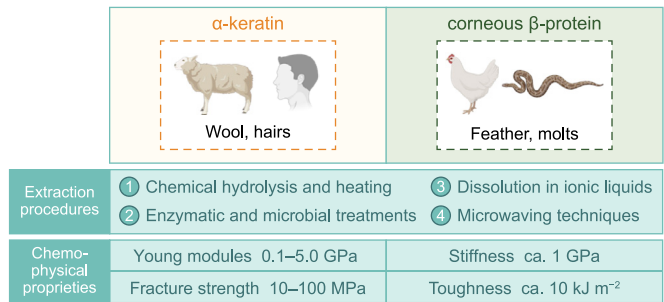 α-keratin
corneous β-protein
Wool, hairs
Feather, molts
Extraction
procedures
1 Chemical hydrolysis and heating
3 Dissolution in ionic liquids
2 Enzymatic and microbial treatments
4 Microwaving techniques
Chemo-
physical
proprieties
Young modules 0.1–5.0 GPa
Stiffness ca. 1 GPa
Fracture strength 10–100 MPa
Toughness ca. 10 kJ m⁻²